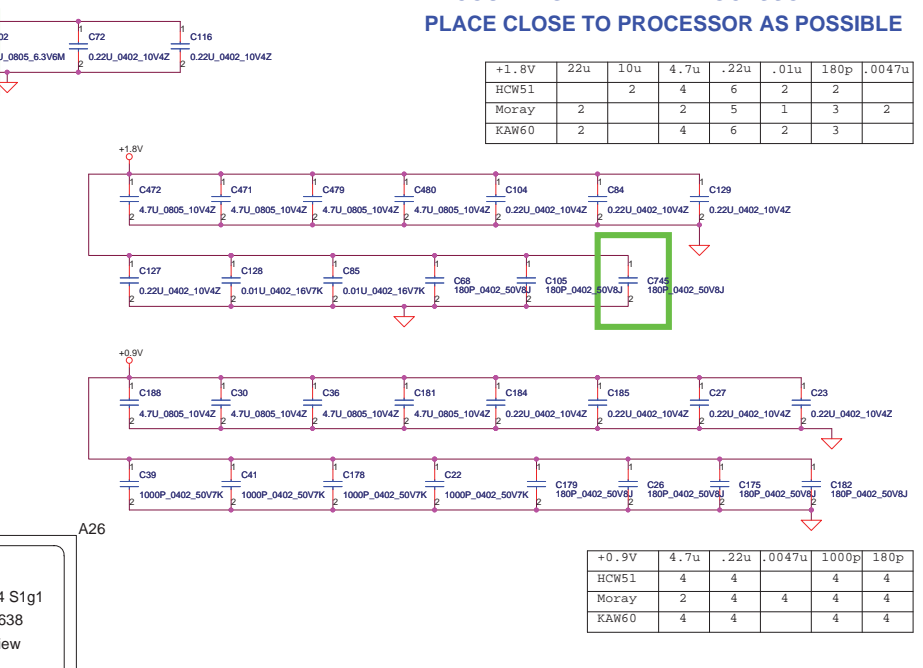 PLACE CLOSE TO PROCESSOR AS POSSIBLE
C72 C116
0.22U_0402_10V4Z 0.22U_0402_10V4Z
+1.8V 22u 10u 4.7u .22u .01u 180p .0047u
HCW51 2 4 6 2 2
Moray 2 2 5 1 3 2
KAW60 2 4 6 2 3
+1.8V
C472 C471 C479 C480 C104 C84 C129
4.7U_0805_10V4Z 4.7U_0805_10V4Z 4.7U_0805_10V4Z 4.7U_0805_10V4Z 0.22U_0402_10V4Z 0.22U_0402_10V4Z 0.22U_0402_10V4Z
C127 C128 C85 C68 C105 C745
0.22U_0402_10V4Z 0.01U_0402_16V7K 0.01U_0402_16V7K 180P_0402_50V8J 180P_0402_50V8J 180P_0402_50V8J
+0.9V
C188 C30 C36 C181 C184 C185 C27 C23
4.7U_0805_10V4Z 4.7U_0805_10V4Z 4.7U_0805_10V4Z 4.7U_0805_10V4Z 0.22U_0402_10V4Z 0.22U_0402_10V4Z 0.22U_0402_10V4Z 0.22U_0402_10V4Z
C39 C41 C178 C22 C179 C26 C175 C182
1000P_0402_50V7K 1000P_0402_50V7K 1000P_0402_50V7K 1000P_0402_50V7K 180P_0402_50V8J 180P_0402_50V8J 180P_0402_50V8J 180P_0402_50V8J
A26
S1g1
638
+0.9V 4.7u .22u .0047u 1000p 180p
HCW51 4 4 4 4
Moray 2 4 4 4 4
KAW60 4 4 4 4